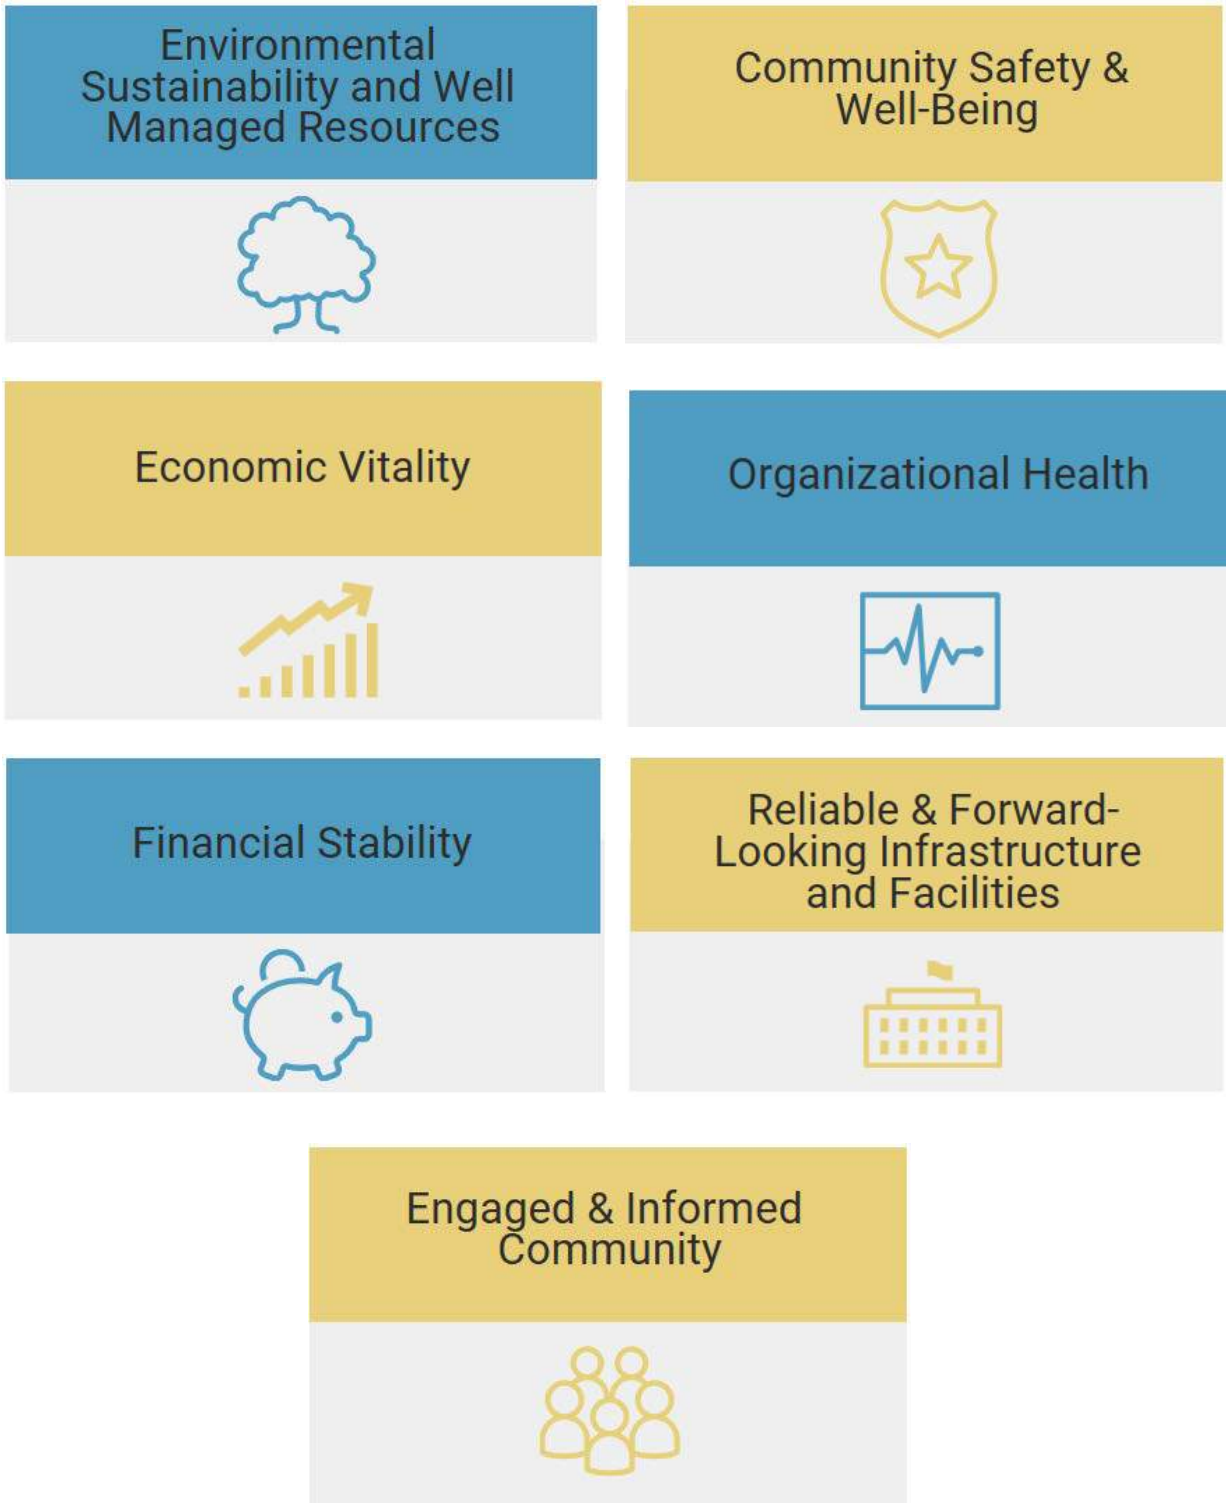 Environmental
Sustainability and Well
Managed Resources
Community Safety &
Well-Being
Economic Vitality
Organizational Health
Financial Stability
Reliable & Forward-
Looking Infrastructure
and Facilities
Engaged & Informed
Community